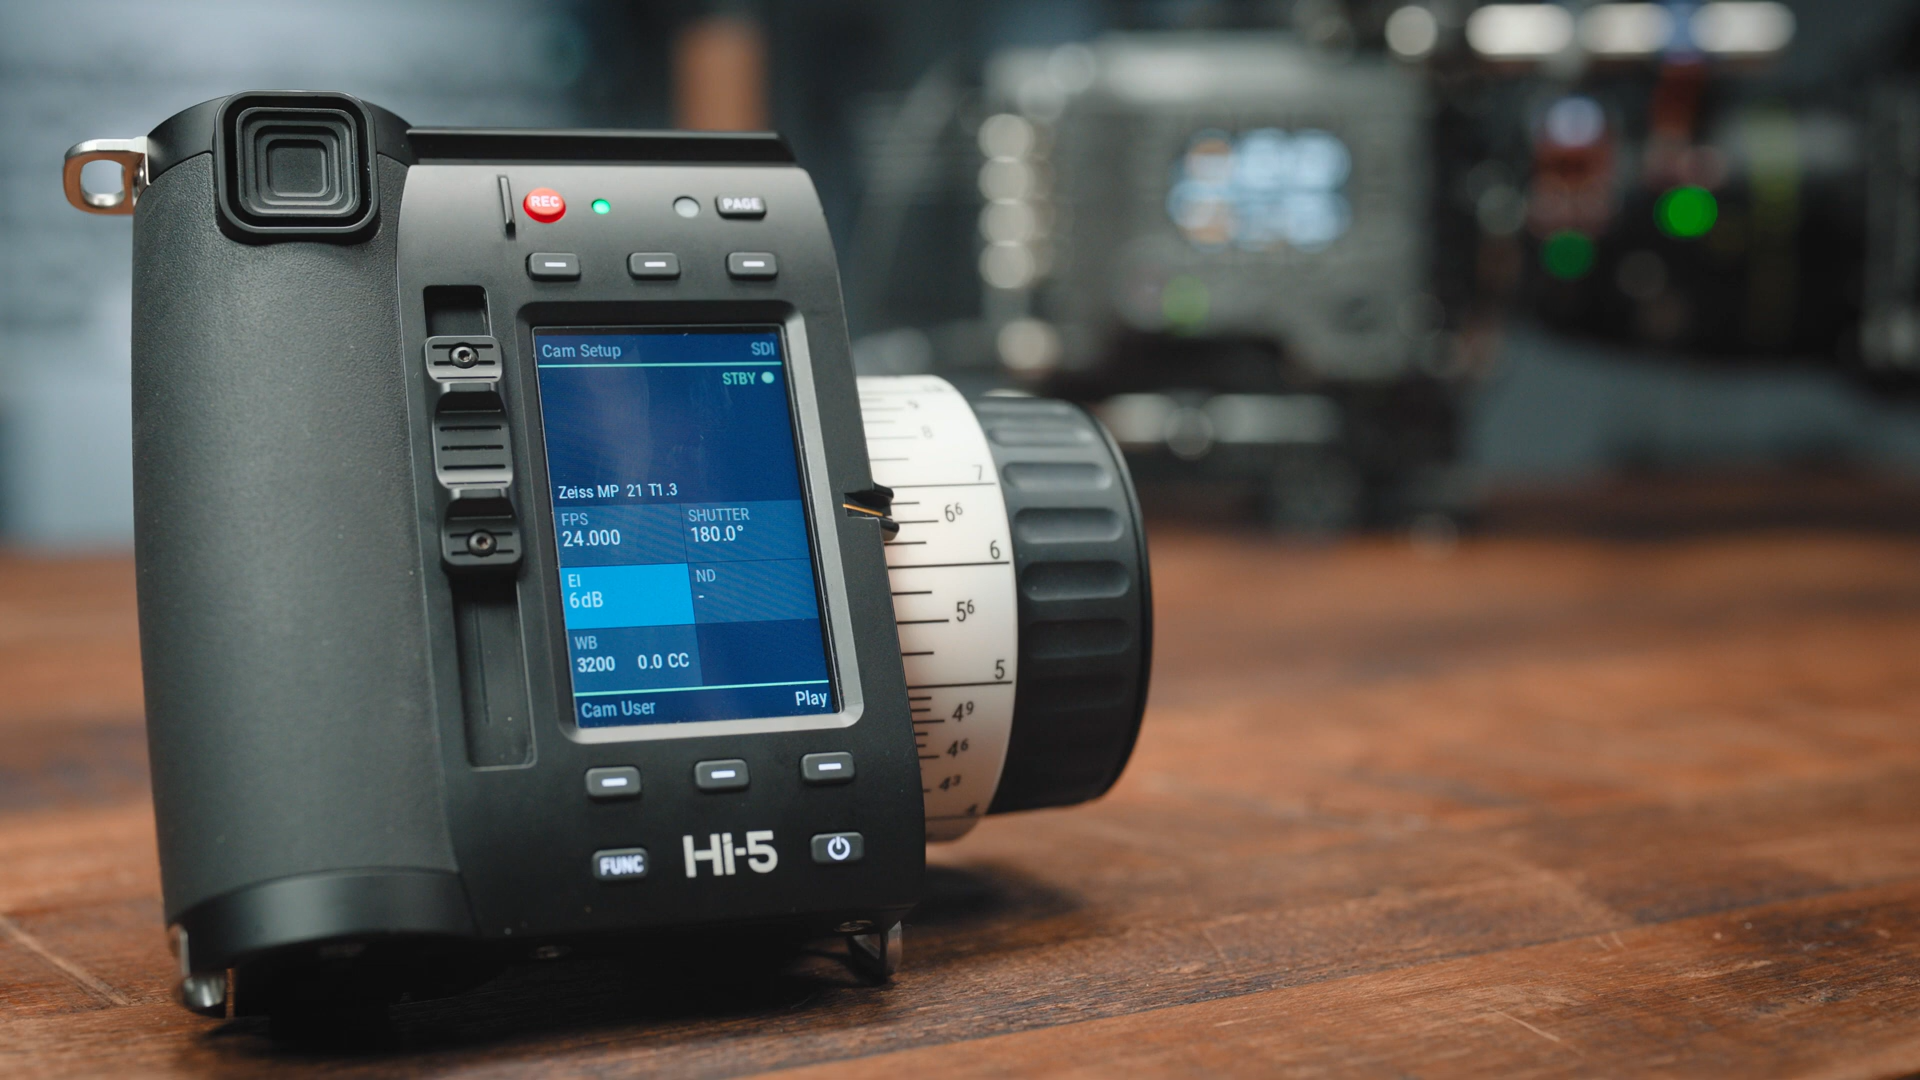 REC PAGE
Cam Setup SDI
STBY
Zeiss MP 21 T1.3
FPS SHUTTER
24.000 180.0°
EI ND
6dB -
WB
3200 0.0 CC
Cam User Play
FUNC Hi-5
9
8
7
6⁶
6
5⁶
5
4⁹
4⁶
4³
4